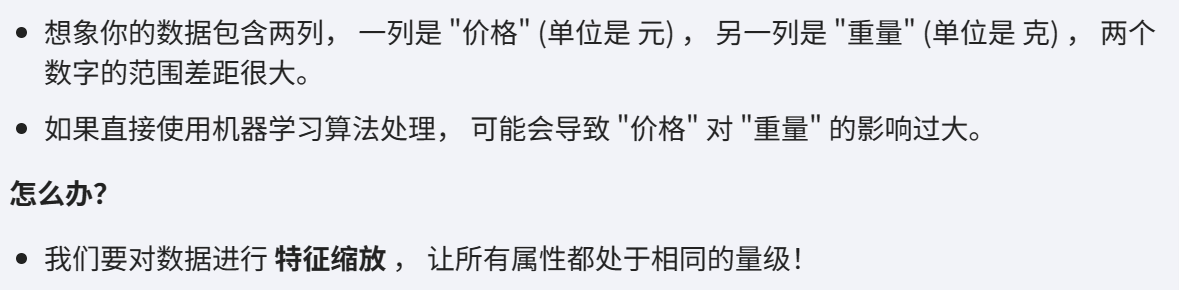 • 想象你的数据包含两列， 一列是 "价格" (单位是 元) ， 另一列是 "重量" (单位是 克) ， 两个
数字的范围差距很大。
• 如果直接使用机器学习算法处理， 可能会导致 "价格" 对 "重量" 的影响过大。
怎么办？
• 我们要对数据进行 特征缩放 ， 让所有属性都处于相同的量级！